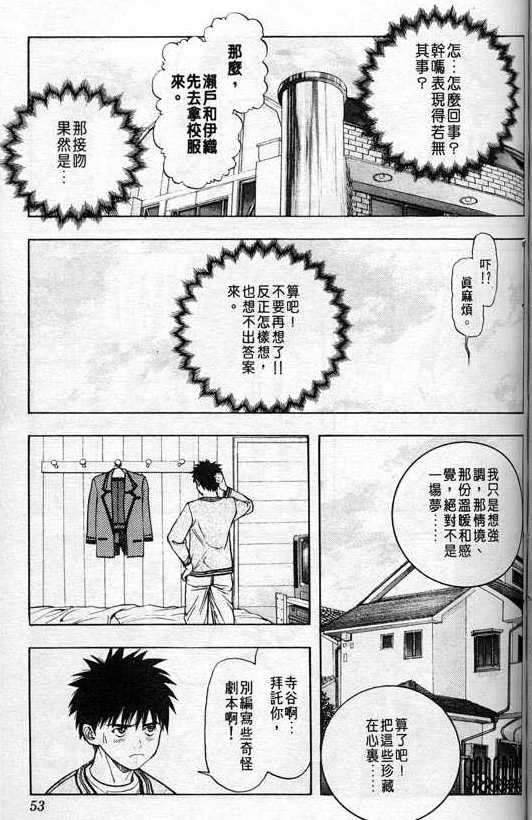 怎…怎麼回事？
幹嘴表現得若無
其事？
那麼，
瀨戶和伊織
先去拿校服
來。
那接吻
果然是…
吓!?
真麻煩。
算吧！
不要再想了!!
反正怎樣想，
也想不出答案
來。
我只是想強
調，那情境、
那份溫暖和感
覺，絕對不是
一場夢……
算了吧！
把這些珍藏
在心裏……
寺谷啊…
拜託你，
別編寫些奇怪
劇本啊！
53